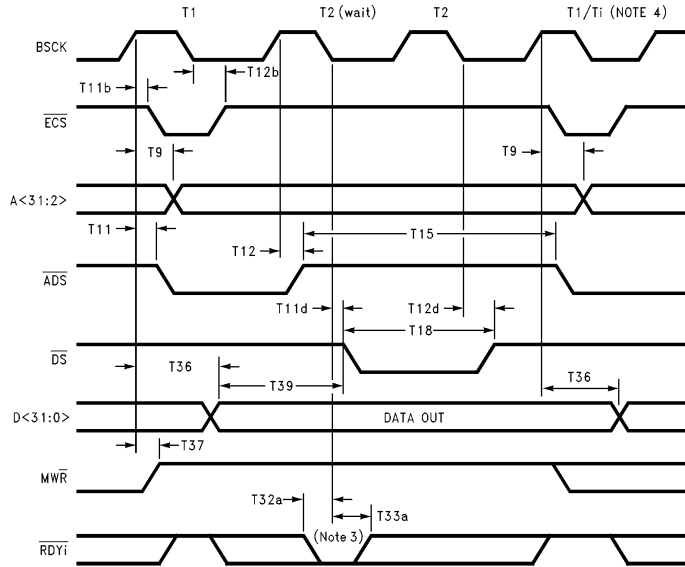 T1 T2 (wait) T2 T1/Ti (NOTE 4)
BSCK
T11b T12b
ECS
T9 T9
A<31:2>
T11 T12 T15
ADS
T11d T12d
T18
DS
T36 T39 T36
D<31:0> DATA OUT
T37
MWR
T32a T33a
(Note 3)
RDYi